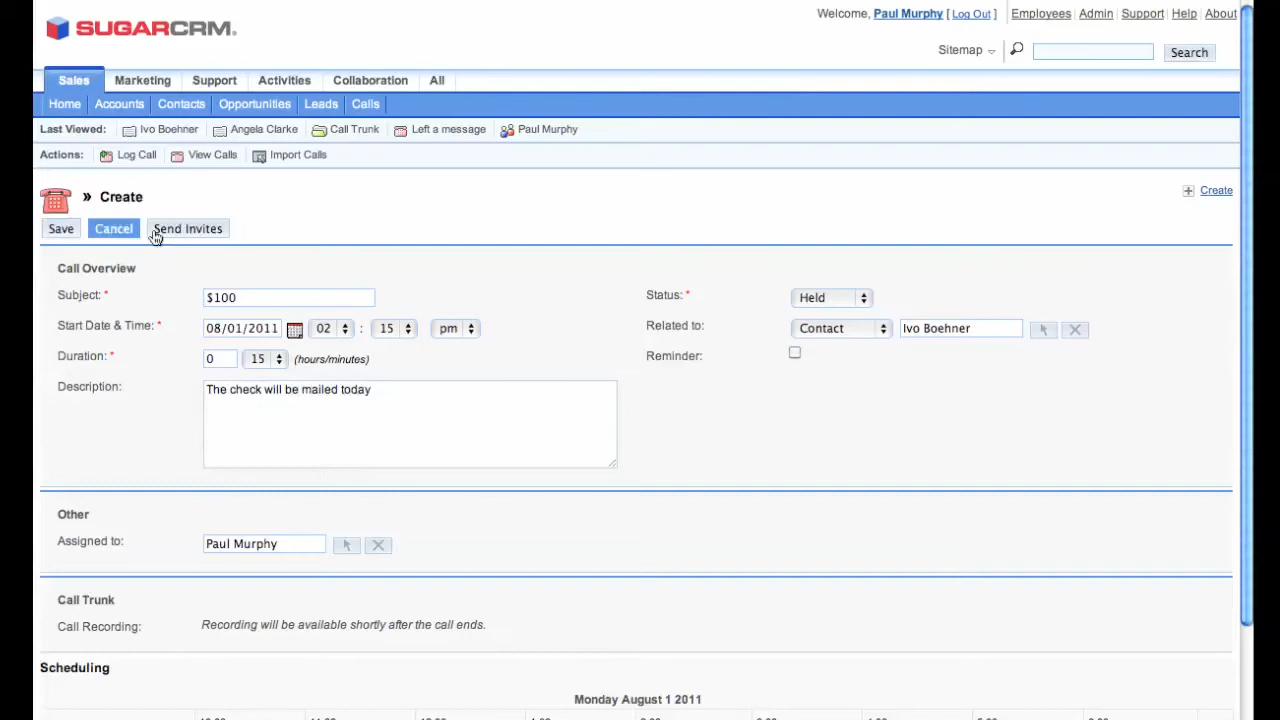 SUGARCRM.
Welcome, Paul Murphy [ Log Out ] Employees | Admin | Support | Help | About
Sitemap Search
Sales Marketing Support Activities Collaboration All
Home Accounts Contacts Opportunities Leads Calls
Last Viewed: Ivo Boehner Angela Clarke Call Trunk Left a message Paul Murphy
Actions: Log Call View Calls Import Calls
» Create
Create
Save Cancel Send Invites
Call Overview
Subject: * $100 Status: * Held
Start Date & Time: * 08/01/2011 02 : 15 pm Related to: Contact Ivo Boehner
Duration: * 0 15 (hours/minutes) Reminder:
Description: The check will be mailed today
Other
Assigned to: Paul Murphy
Call Trunk
Call Recording: Recording will be available shortly after the call ends.
Scheduling
Monday August 1 2011